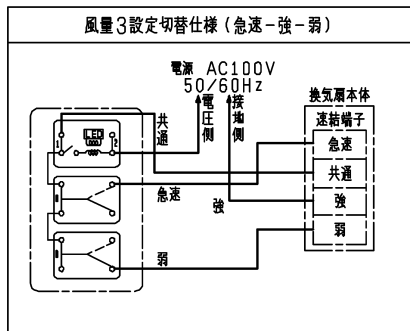 風量3設定切替仕様(急速－強－弱)
電源 AC100V
50/60Hz
電圧側
接地側
換気扇本体
速結端子
急速
共通
強
弱
共通
LED
1
2
急速
強
弱